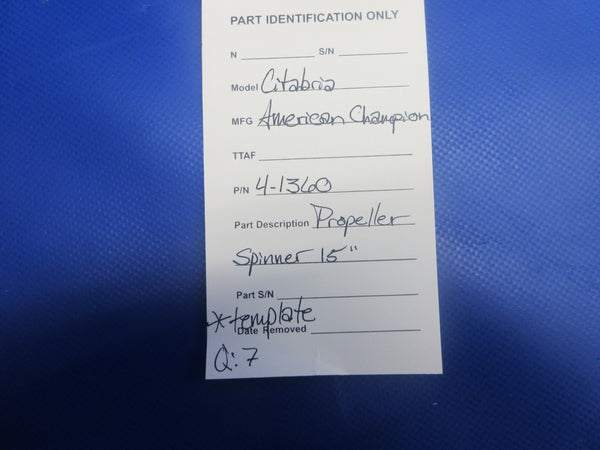 PART IDENTIFICATION ONLY
N S/N
Model Citabria
MFG American Champion
TTAF
P/N 4-1360
Part Description Propeller
Spinner 15"
Part S/N
*template
Date Removed
Q: 7